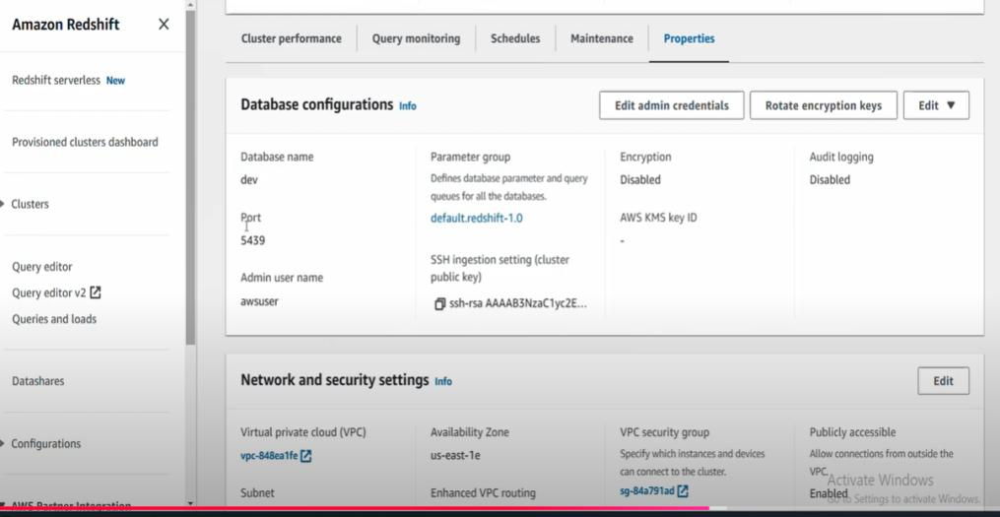 Amazon Redshift
Redshift serverless New
Provisioned clusters dashboard
Clusters
Query editor
Query editor v2
Queries and loads
Datashares
Configurations
AWS Partner Integration
Cluster performance
Query monitoring
Schedules
Maintenance
Properties
Database configurations Info
Edit admin credentials
Rotate encryption keys
Edit
Database name
dev
Port
5439
Admin user name
awsuser
Parameter group
Defines database parameter and query
queues for all the databases.
default.redshift-1.0
SSH ingestion setting (cluster
public key)
ssh-rsa AAAAB3NzaC1yc2E...
Encryption
Disabled
AWS KMS key ID
-
Audit logging
Disabled
Network and security settings Info
Edit
Virtual private cloud (VPC)
vpc-848ea1fe
Subnet
Availability Zone
us-east-1e
Enhanced VPC routing
VPC security group
Specify which instances and devices
can connect to the cluster.
sg-84a791ad
Publicly accessible
Allow connections from outside the
VPC.
Enabled
Activate Windows
Go to Settings to activate Windows.